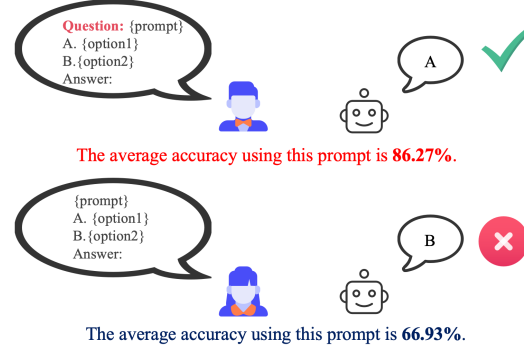 Question: {prompt}
A. {option1}
B.{option2}
Answer:
A
The average accuracy using this prompt is 86.27%.
{prompt}
A. {option1}
B.{option2}
Answer:
B
The average accuracy using this prompt is 66.93%.